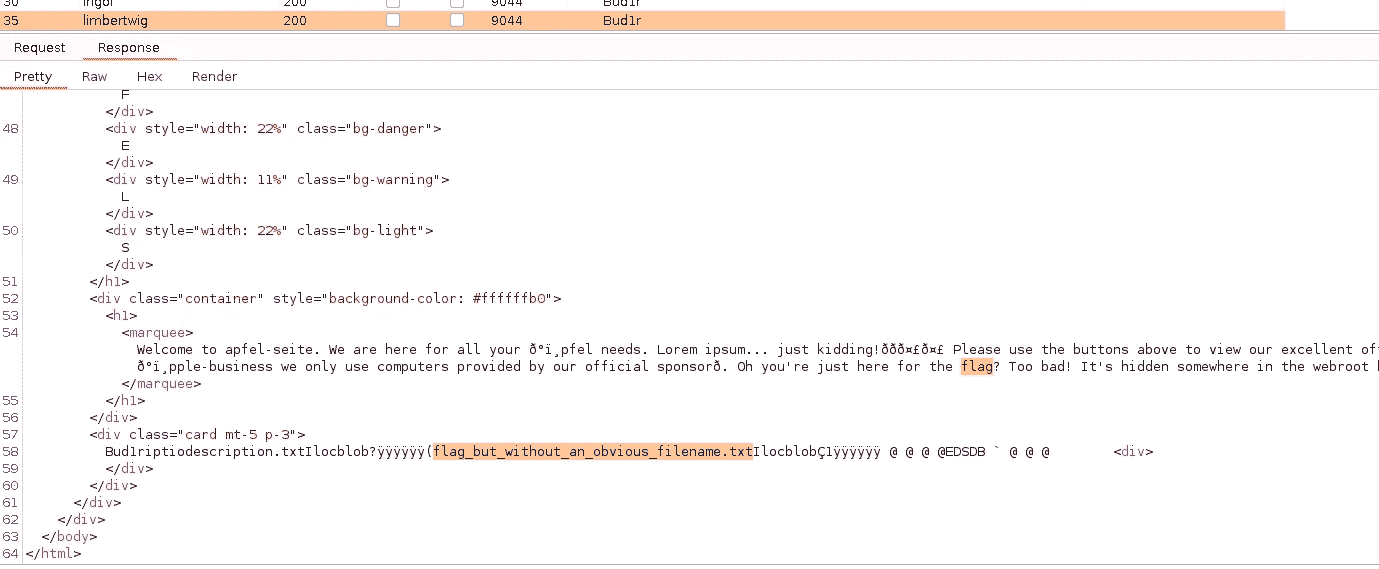 30 ingol 200 9044 Bud1r
35 limbertwig 200 9044 Bud1r
Request Response
Pretty Raw Hex Render
F
</div>
48 <div style="width: 22%" class="bg-danger">
E
</div>
49 <div style="width: 11%" class="bg-warning">
L
</div>
50 <div style="width: 22%" class="bg-light">
S
</div>
51 </h1>
52 <div class="container" style="background-color: #ffffffb0">
53 <h1>
54 <marquee>
Welcome to apfel-seite. We are here for all your ð°ï¸pfel needs. Lorem ipsum... just kidding!ððð¤£ð¤£ Please use the buttons above to view our excellent of
ð°ï¸pple-business we only use computers provided by our official sponsorð. Oh you're just here for the flag? Too bad! It's hidden somewhere in the webroot
</marquee>
55 </h1>
56 </div>
57 <div class="card mt-5 p-3">
58 Bud1riptiodescription.txtIlocblob?ÿÿÿÿÿÿ(flag_but_without_an_obvious_filename.txtIlocblobÇ1ÿÿÿÿÿÿ @ @ @ @EDSDB ` @ @ @ <div>
59 </div>
60 </div>
61 </div>
62 </div>
63 </body>
64 </html>